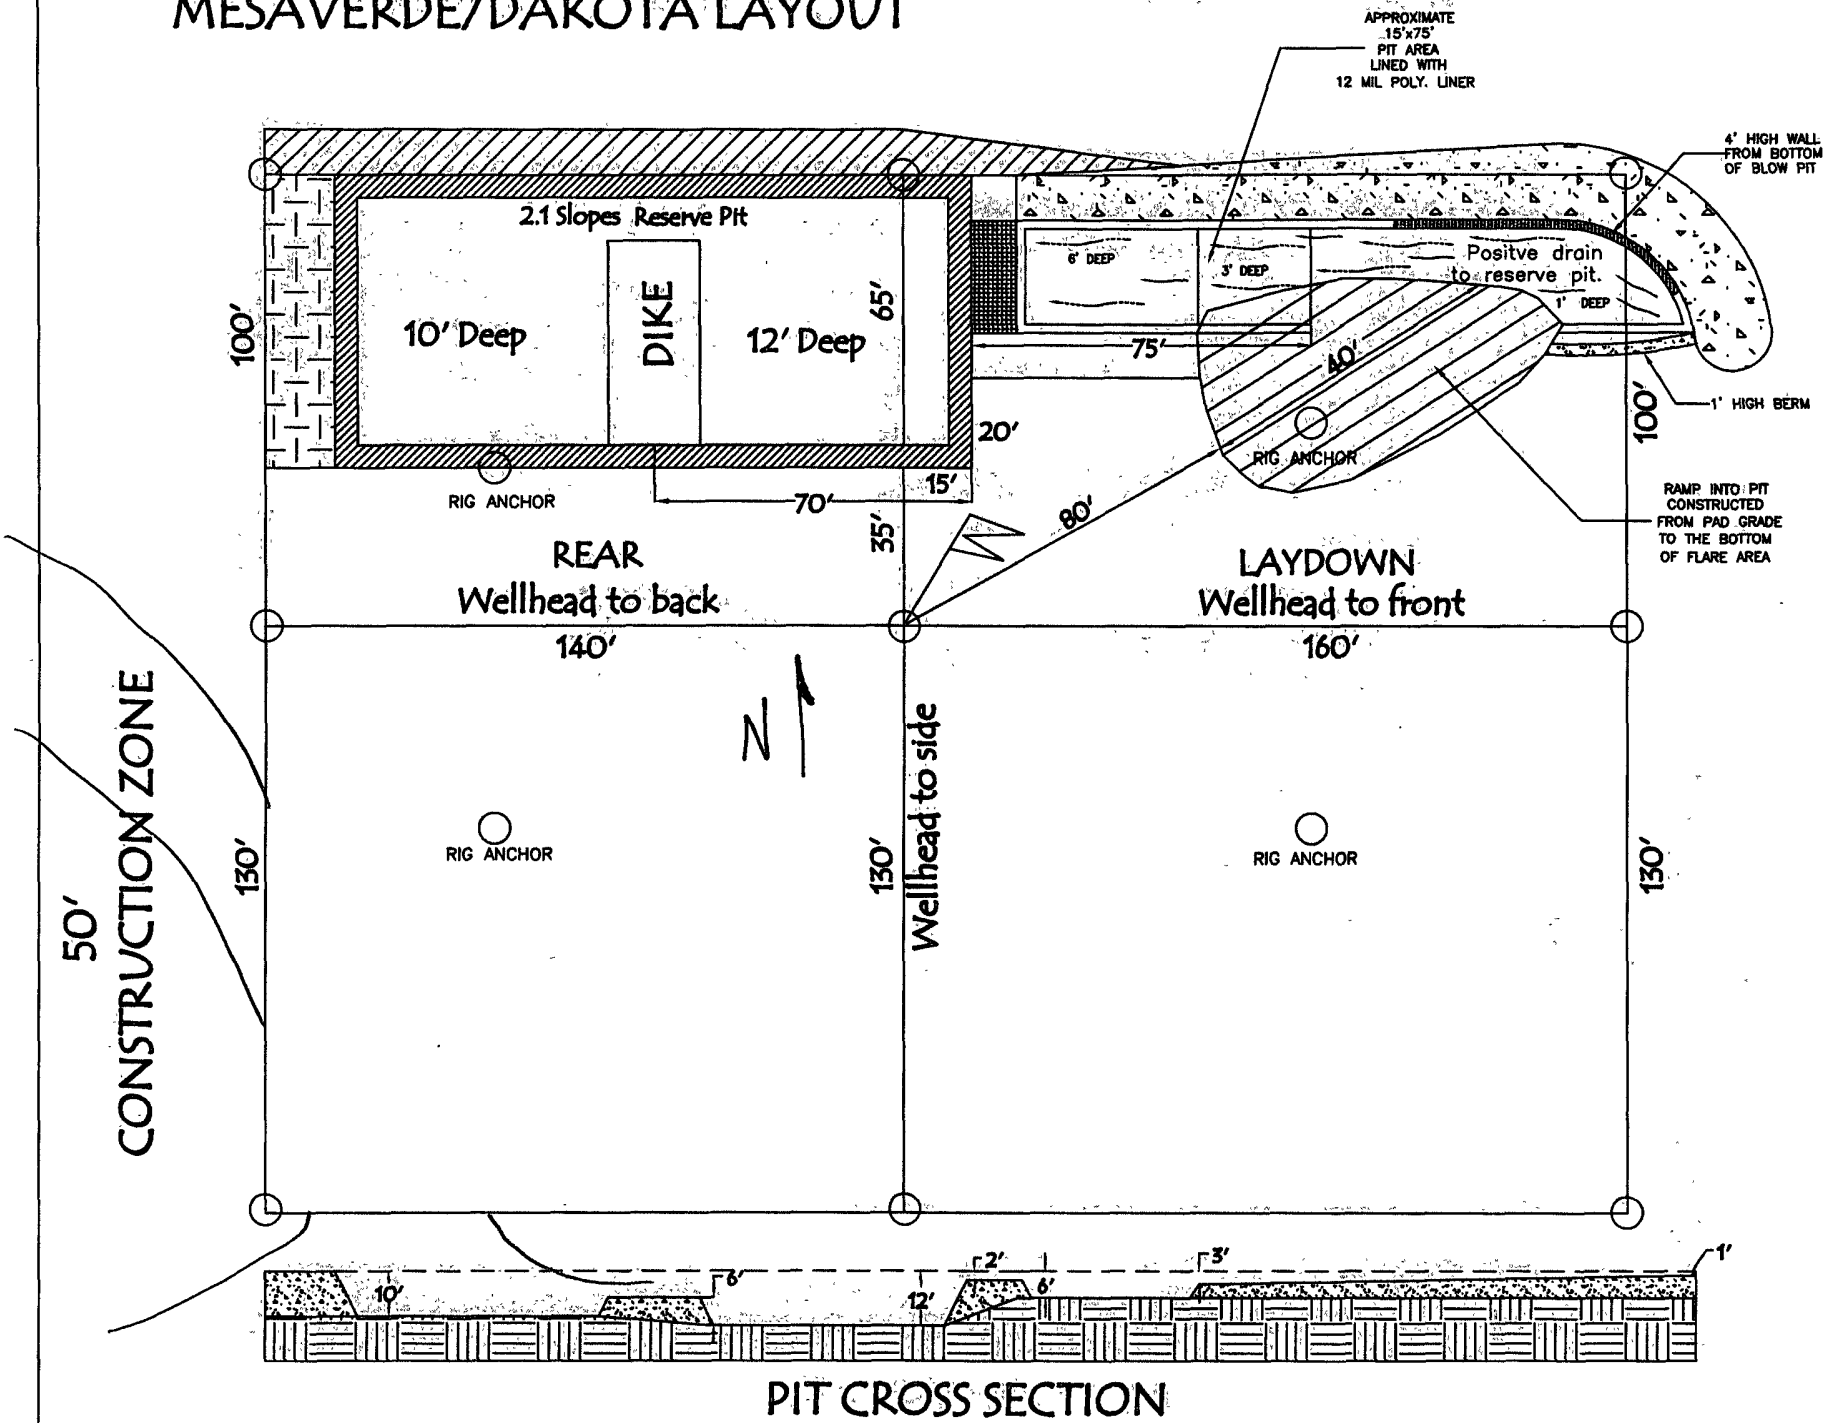 MESAVERDE/DAKOTA LAYOUT
APPROXIMATE
15'x75'
PIT AREA
LINED WITH
12 MIL POLY. LINER
4' HIGH WALL
FROM BOTTOM
OF BLOW PIT
2.1 Slopes Reserve Pit
6' DEEP
3' DEEP
Positve drain
to reserve pit.
1' DEEP
100'
10' Deep
DIKE
12' Deep
65'
75'
40'
1' HIGH BERM
100'
20'
RIG ANCHOR
15'
70'
RIG ANCHOR
35'
80'
RAMP INTO PIT
CONSTRUCTED
FROM PAD GRADE
TO THE BOTTOM
OF FLARE AREA
REAR
Wellhead to back
140'
LAYDOWN
Wellhead to front
160'
N
50'
CONSTRUCTION ZONE
130'
RIG ANCHOR
130'
Wellhead to side
RIG ANCHOR
130'
10'
6'
12'
2'
6'
3'
1'
PIT CROSS SECTION